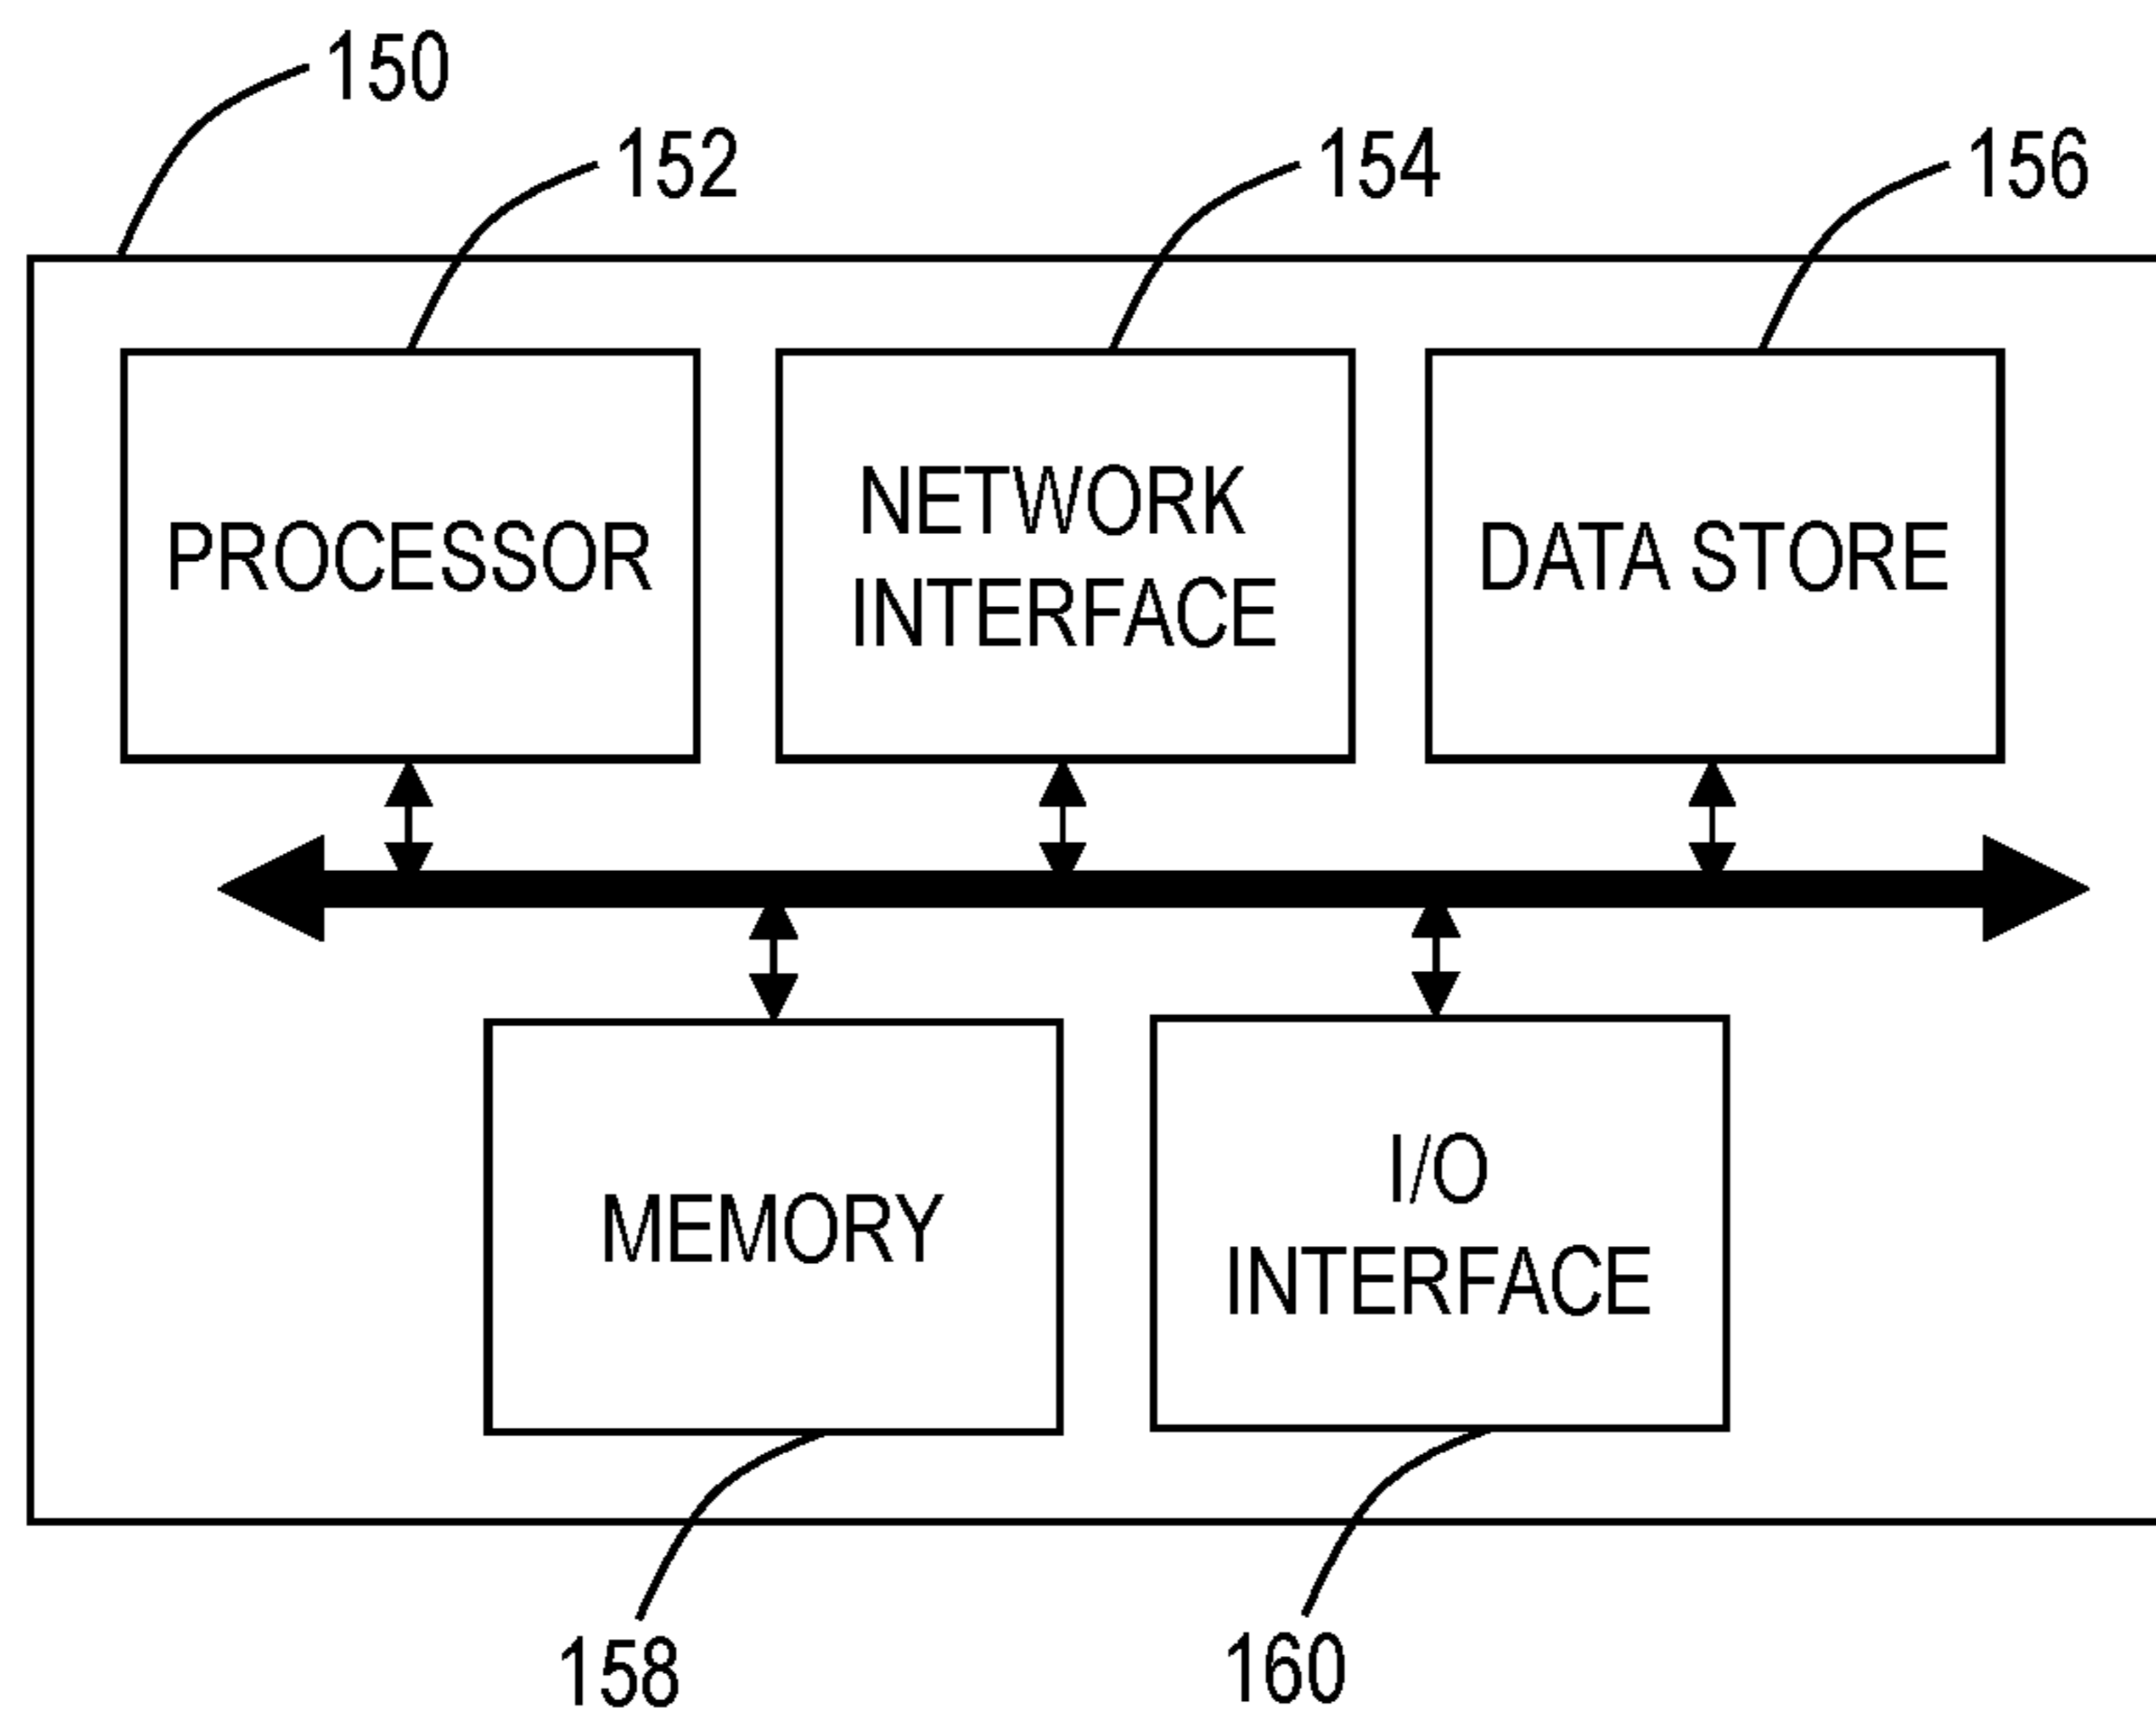 150
152
154
156
PROCESSOR
NETWORK
INTERFACE
DATA STORE
MEMORY
I/O
INTERFACE
158
160